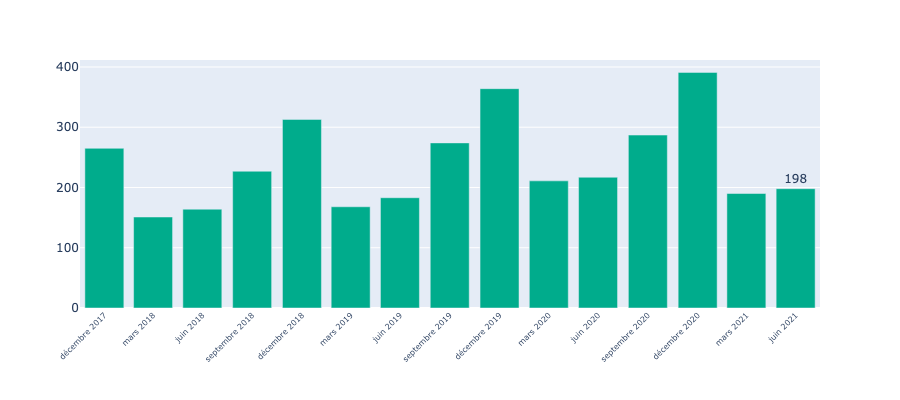 400
300
200
100
0
198
décembre 2017
mars 2018
juin 2018
septembre 2018
décembre 2018
mars 2019
juin 2019
septembre 2019
décembre 2019
mars 2020
juin 2020
septembre 2020
décembre 2020
mars 2021
juin 2021